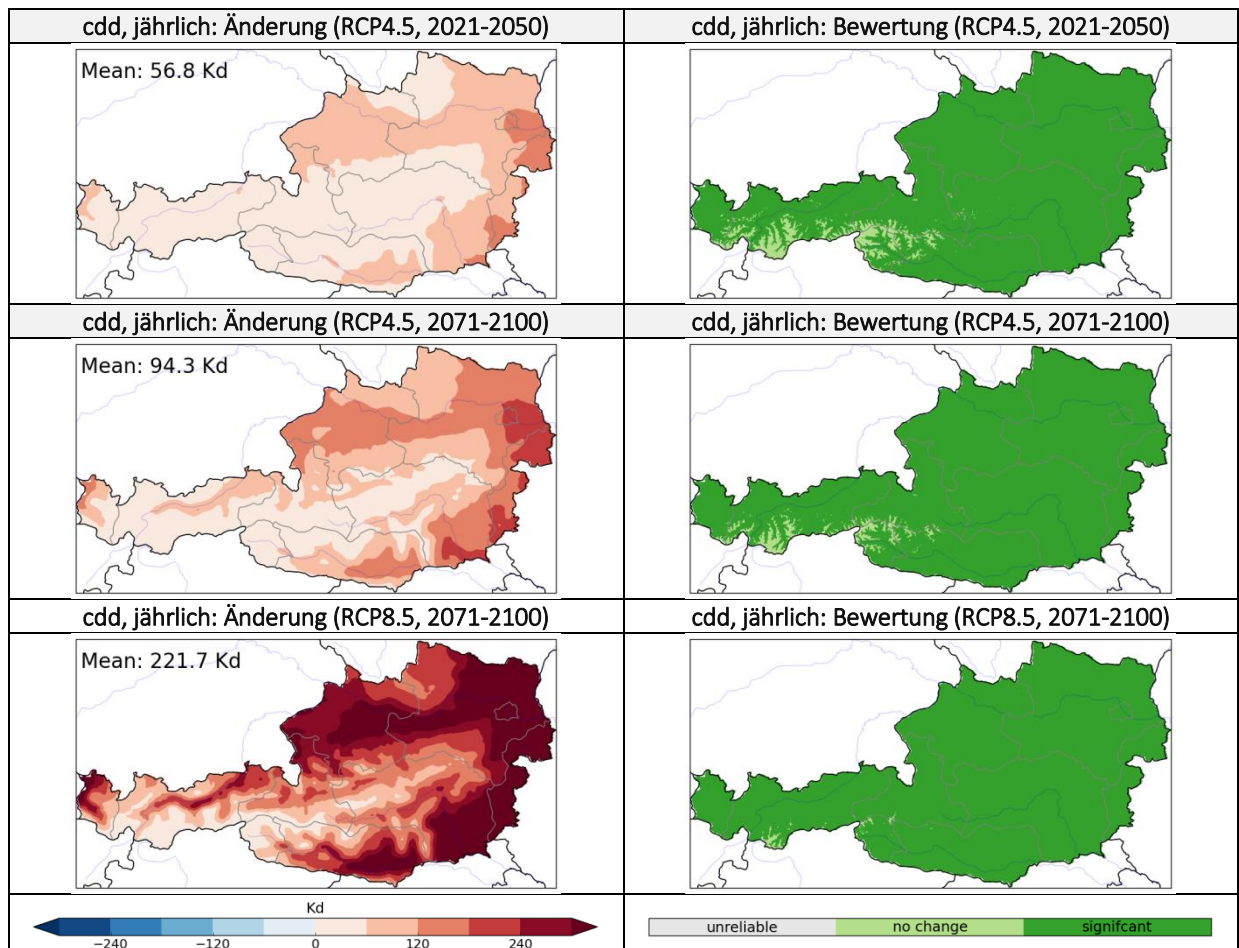 cdd, jährlich: Änderung (RCP4.5, 2021-2050)
cdd, jährlich: Bewertung (RCP4.5, 2021-2050)
Mean: 56.8 Kd
cdd, jährlich: Änderung (RCP4.5, 2071-2100)
cdd, jährlich: Bewertung (RCP4.5, 2071-2100)
Mean: 94.3 Kd
cdd, jährlich: Änderung (RCP8.5, 2071-2100)
cdd, jährlich: Bewertung (RCP8.5, 2071-2100)
Mean: 221.7 Kd
Kd
−240 −120 0 120 240
unreliable no change signifcant